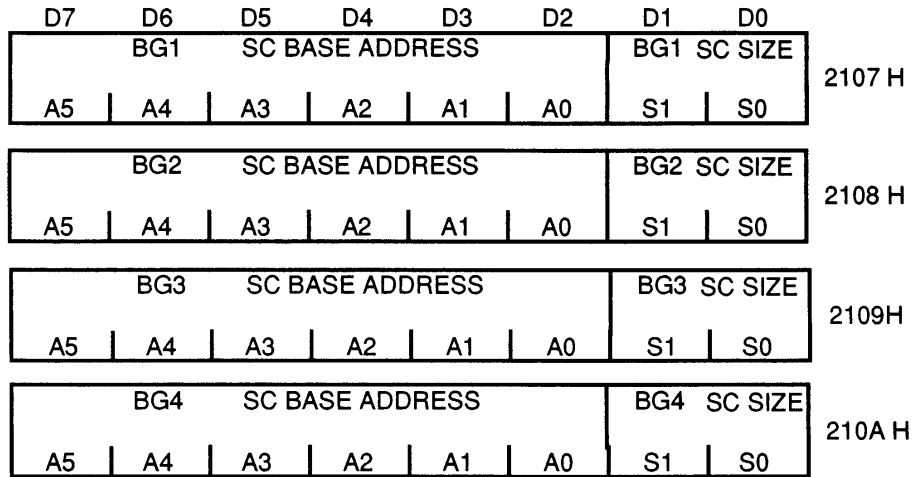 D7 D6 D5 D4 D3 D2 D1 D0
BG1 SC BASE ADDRESS BG1 SC SIZE
2107 H
A5 A4 A3 A2 A1 A0 S1 S0
BG2 SC BASE ADDRESS BG2 SC SIZE
2108 H
A5 A4 A3 A2 A1 A0 S1 S0
BG3 SC BASE ADDRESS BG3 SC SIZE
2109H
A5 A4 A3 A2 A1 A0 S1 S0
BG4 SC BASE ADDRESS BG4 SC SIZE
210A H
A5 A4 A3 A2 A1 A0 S1 S0